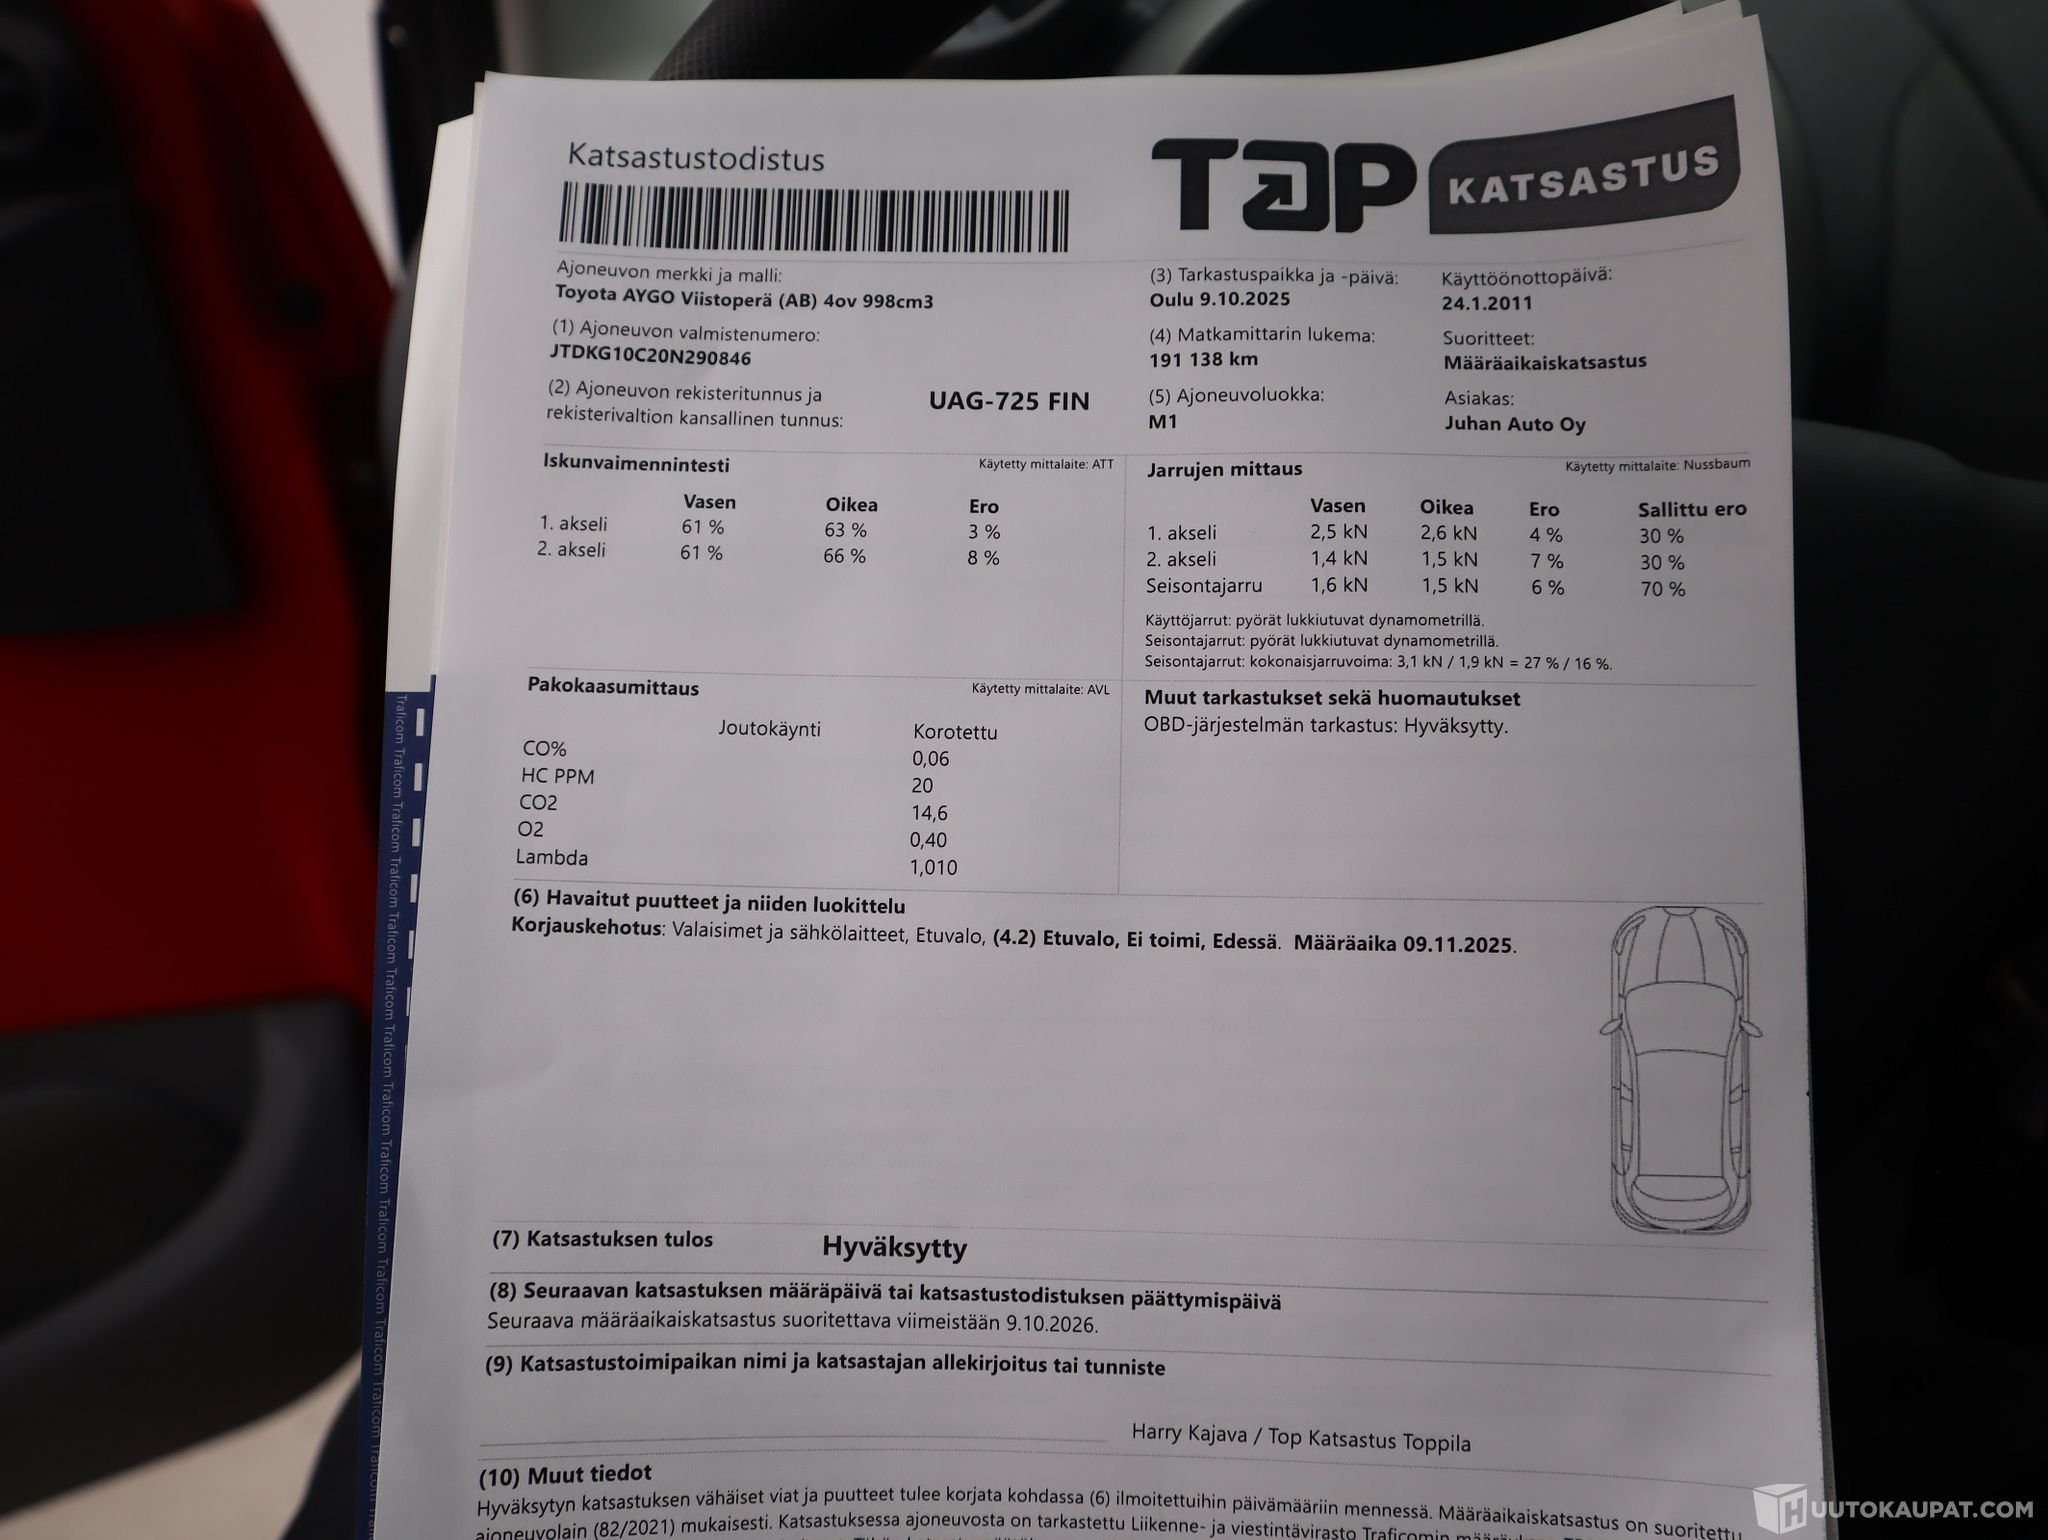 Katsastustodistus
TOP KATSASTUS
Ajoneuvon merkki ja malli:
Toyota AYGO Viistoperä (AB) 4ov 998cm3
(1) Ajoneuvon valmistenumero:
JTDKG10C20N290846
(2) Ajoneuvon rekisteritunnus ja
rekisterivaltion kansallinen tunnus:
UAG-725 FIN
(3) Tarkastuspaikka ja -päivä:
Oulu 9.10.2025
(4) Matkamittarin lukema:
191 138 km
(5) Ajoneuvoluokka:
M1
Käyttöönottopäivä:
24.1.2011
Suoritteet:
Määräaikaiskatsastus
Asiakas:
Juhan Auto Oy
Iskunvaimennintesti Käytetty mittalaite: ATT
Vasen Oikea Ero
1. akseli 61 % 63 % 3 %
2. akseli 61 % 66 % 8 %
Jarrujen mittaus Käytetty mittalaite: Nussbaum
Vasen Oikea Ero Sallittu ero
1. akseli 2,5 kN 2,6 kN 4 % 30 %
2. akseli 1,4 kN 1,5 kN 7 % 30 %
Seisontajarru 1,6 kN 1,5 kN 6 % 70 %
Käyttöjarrut: pyörät lukkiutuvat dynamometrillä.
Seisontajarrut: pyörät lukkiutuvat dynamometrillä.
Seisontajarrut: kokonaisjarruvoima: 3,1 kN / 1,9 kN = 27 % / 16 %.
Pakokaasumittaus Käytetty mittalaite: AVL
Joutokäynti Korotettu
CO% 0,06
HC PPM 20
CO2 14,6
O2 0,40
Lambda 1,010
Muut tarkastukset sekä huomautukset
OBD-järjestelmän tarkastus: Hyväksytty.
(6) Havaitut puutteet ja niiden luokittelu
Korjauskehotus: Valaisimet ja sähkölaitteet, Etuvalo, (4.2) Etuvalo, Ei toimi, Edessä. Määräaika 09.11.2025.
(7) Katsastuksen tulos Hyväksytty
(8) Seuraavan katsastuksen määräpäivä tai katsastustodistuksen päättymispäivä
Seuraava määräaikaiskatsastus suoritettava viimeistään 9.10.2026.
(9) Katsastustoimipaikan nimi ja katsastajan allekirjoitus tai tunniste
Harry Kajava / Top Katsastus Toppila
(10) Muut tiedot
Hyväksytyn katsastuksen vähäiset viat ja puutteet tulee korjata kohdassa (6) ilmoitettuihin päivämääriin mennessä. Määräaikaiskatsastus on suoritettu
ajoneuvolain (82/2021) mukaisesti. Katsastuksessa ajoneuvosta on tarkastettu Liikenne- ja viestintävirasto Traficomin
Traficom Traficom Traficom Traficom Traficom Traficom Traficom Traficom Traficom Traficom Traficom Traficom Traficom Traficom
HUUTOKAUPAT.COM